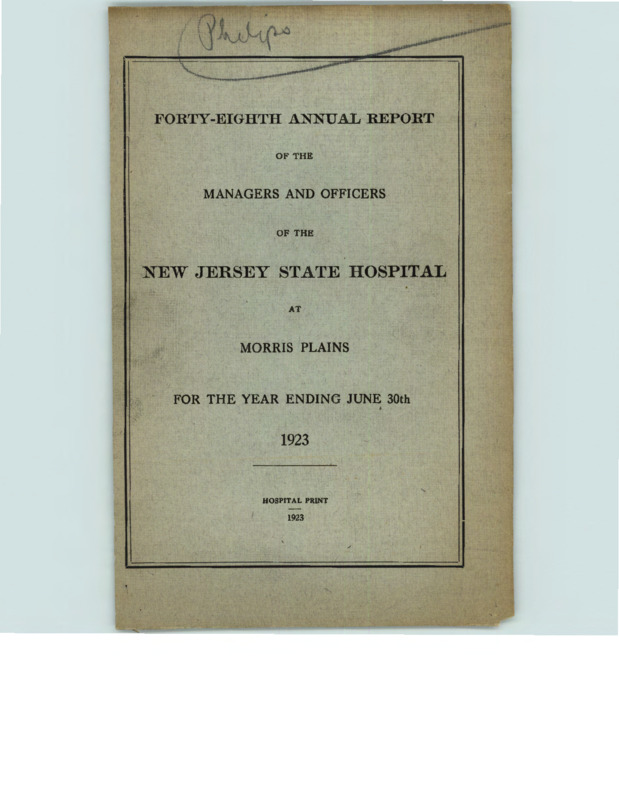 Phelips
FORTY-EIGHTH ANNUAL REPORT
OF THE
MANAGERS AND OFFICERS
OF THE
NEW JERSEY STATE HOSPITAL
AT
MORRIS PLAINS
FOR THE YEAR ENDING JUNE 30th
1923
HOSPITAL PRINT
1923